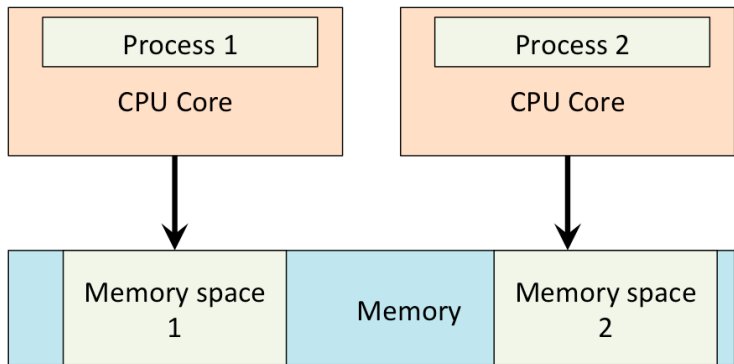 Process 1
Process 2
CPU Core
CPU Core
Memory space
1
Memory
Memory space
2